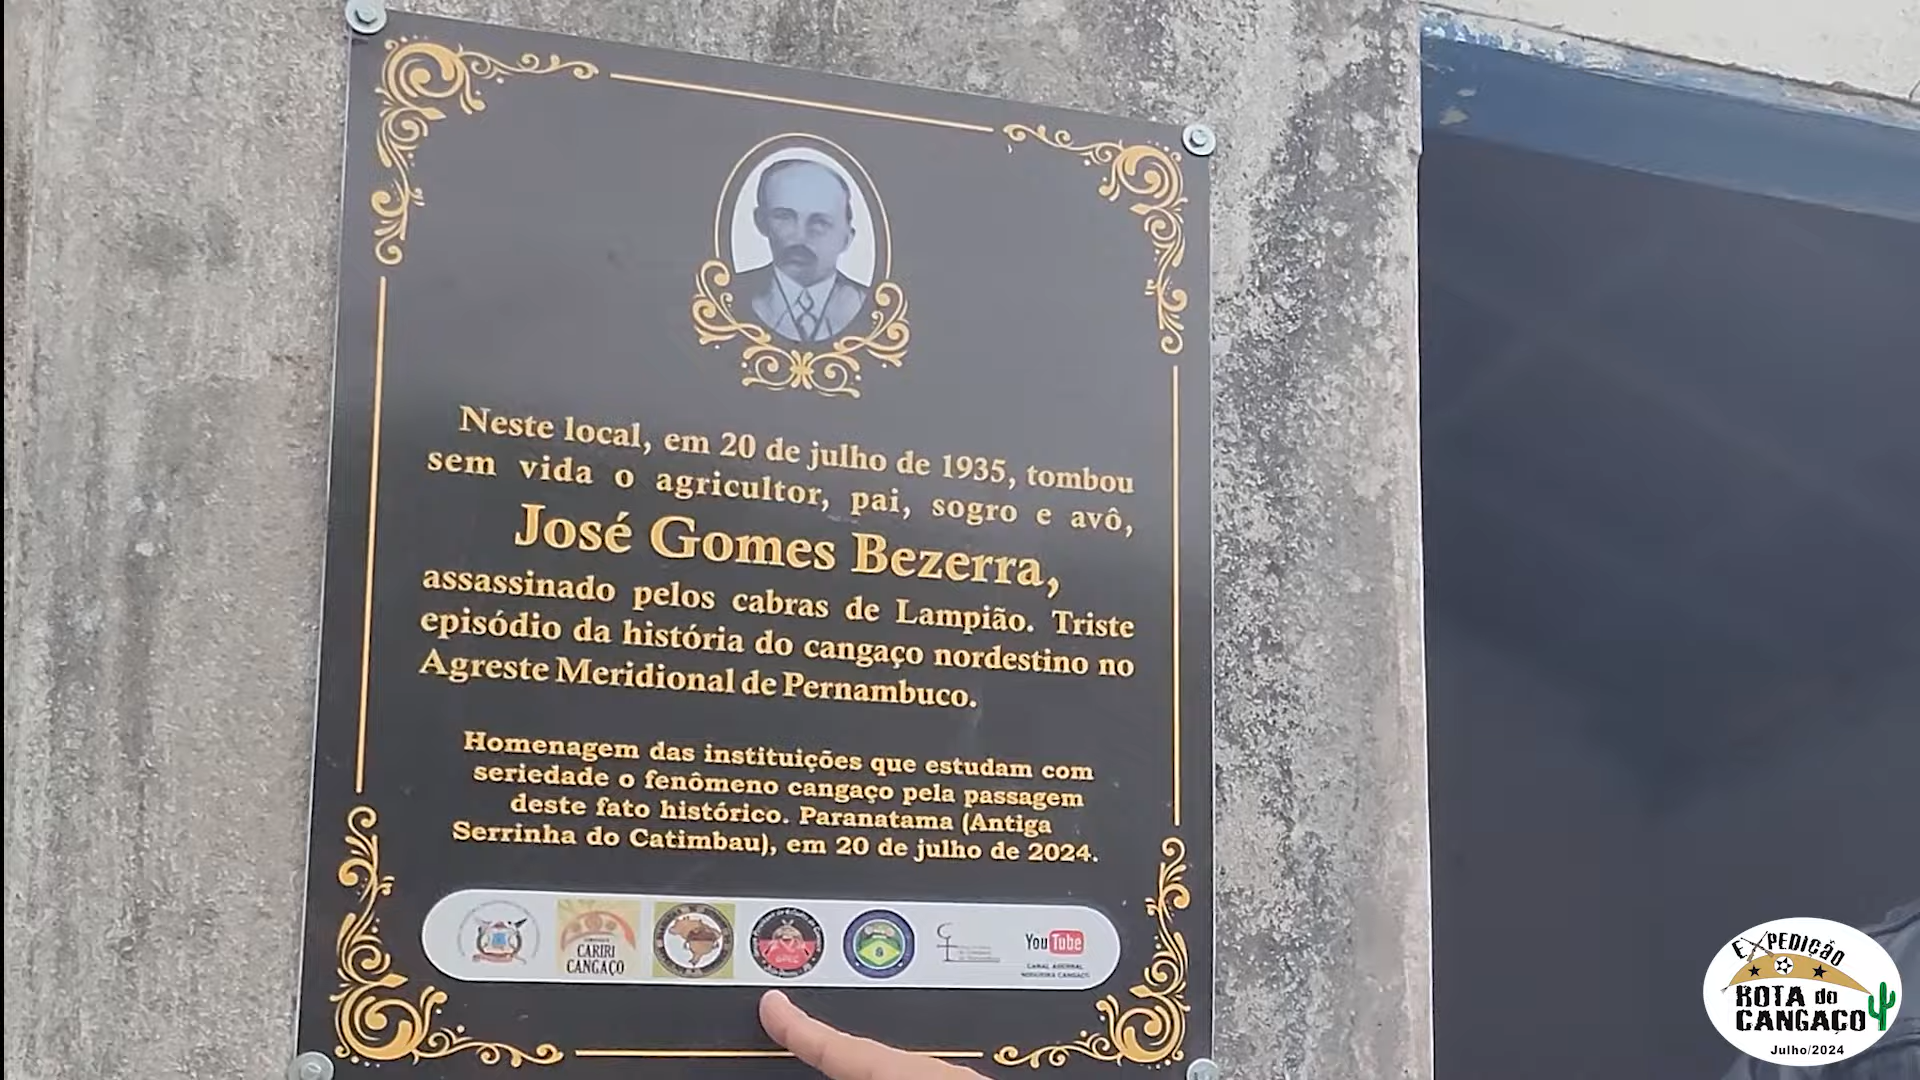 Neste local, em 20 de julho de 1935, tombou
sem vida o agricultor, pai, sogro e avô,
José Gomes Bezerra,
assassinado pelos cabras de Lampião. Triste
episódio da história do cangaço nordestino no
Agreste Meridional de Pernambuco.
Homenagem das instituições que estudam com
seriedade o fenômeno cangaço pela passagem
deste fato histórico. Paranatama (Antiga
Serrinha do Catimbau), em 20 de julho de 2024.
CARIRI
CANGAÇO
YouTube
EXPEDIÇÃO
ROTA do
CANGAÇO
Julho/2024